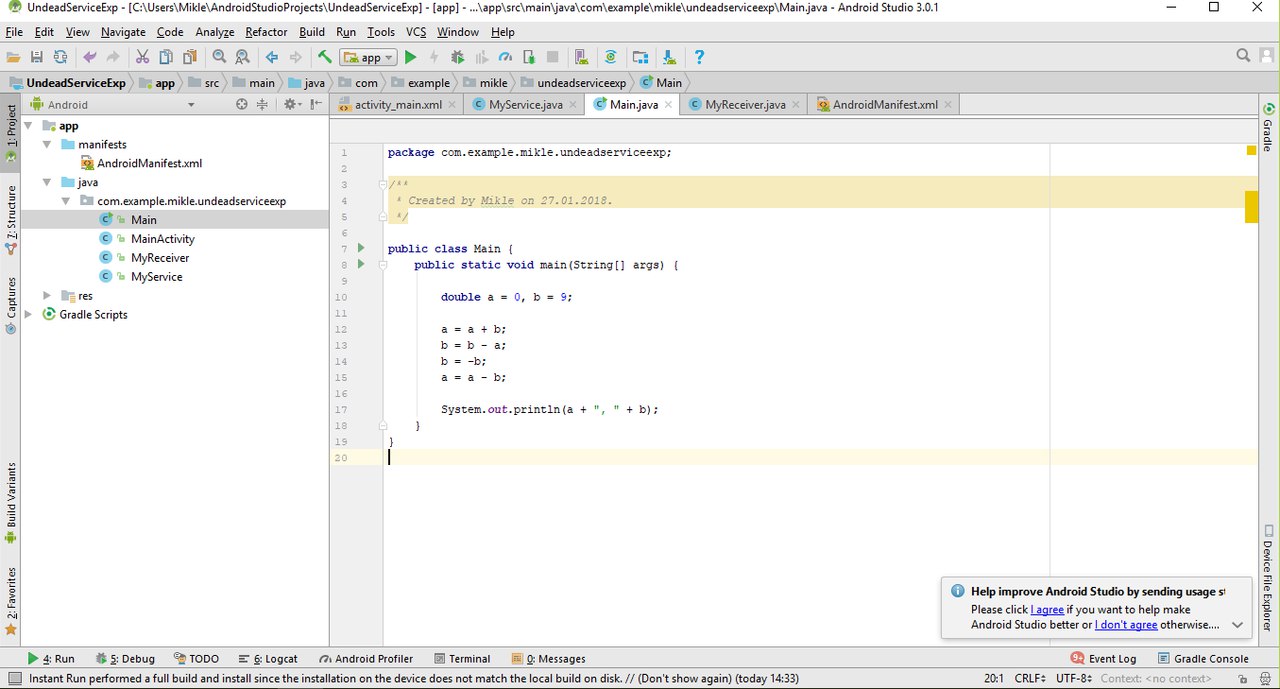 UndeadServiceExp - [C:\Users\Mikle\AndroidStudioProjects\UndeadServiceExp] - [app] - ...\app\src\main\java\com\example\mikle\undeadserviceexp\Main.java - Android Studio 3.0.1
File Edit View Navigate Code Analyze Refactor Build Run Tools VCS Window Help
app
UndeadServiceExp app src main java com example mikle undeadserviceexp Main
Android
activity_main.xml MyService.java Main.java MyReceiver.java AndroidManifest.xml
1: Project
Z: Structure
Captures
Build Variants
2: Favorites
app
manifests
AndroidManifest.xml
java
com.example.mikle.undeadserviceexp
Main
MainActivity
MyReceiver
MyService
res
Gradle Scripts
1 package com.example.mikle.undeadserviceexp;
2
3 /**
4 * Created by Mikle on 27.01.2018.
5 */
6
7 public class Main {
8 public static void main(String[] args) {
9
10 double a = 0, b = 9;
11
12 a = a + b;
13 b = b - a;
14 b = -b;
15 a = a - b;
16
17 System.out.println(a + ", " + b);
18 }
19 }
20
Gradle
Device File Explorer
Help improve Android Studio by sending usage st
Please click I agree if you want to help make
Android Studio better or I don't agree otherwise....
4: Run 5: Debug TODO 6: Logcat Android Profiler Terminal 0: Messages Event Log Gradle Console
Instant Run performed a full build and install since the installation on the device does not match the local build on disk. // (Don't show again) (today 14:33) 20:1 CRLF UTF-8 Context: <no context>